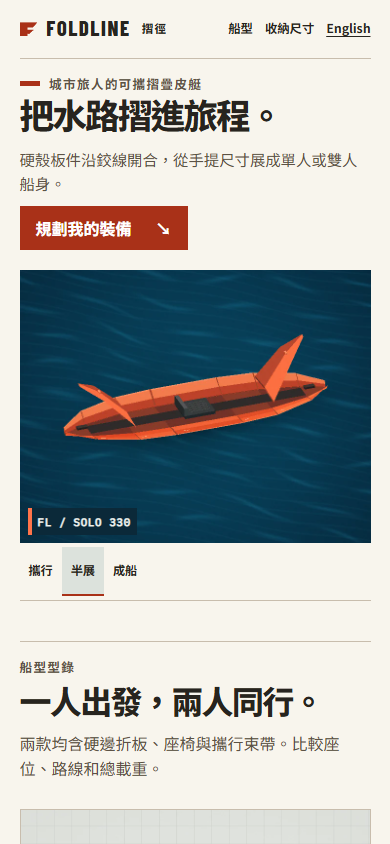 FOLDLINE 摺徑
船型 收納尺寸 English
城市旅人的可攜摺疊皮艇
把水路摺進旅程。
硬殼板件沿鉸線開合，從手提尺寸展成單人或雙人
船身。
規劃我的裝備 ↘
FL / SOLO 330
攜行 半展 成船
船型型錄
一人出發，兩人同行。
兩款均含硬邊折板、座椅與攜行束帶。比較座
位、路線和總載重。